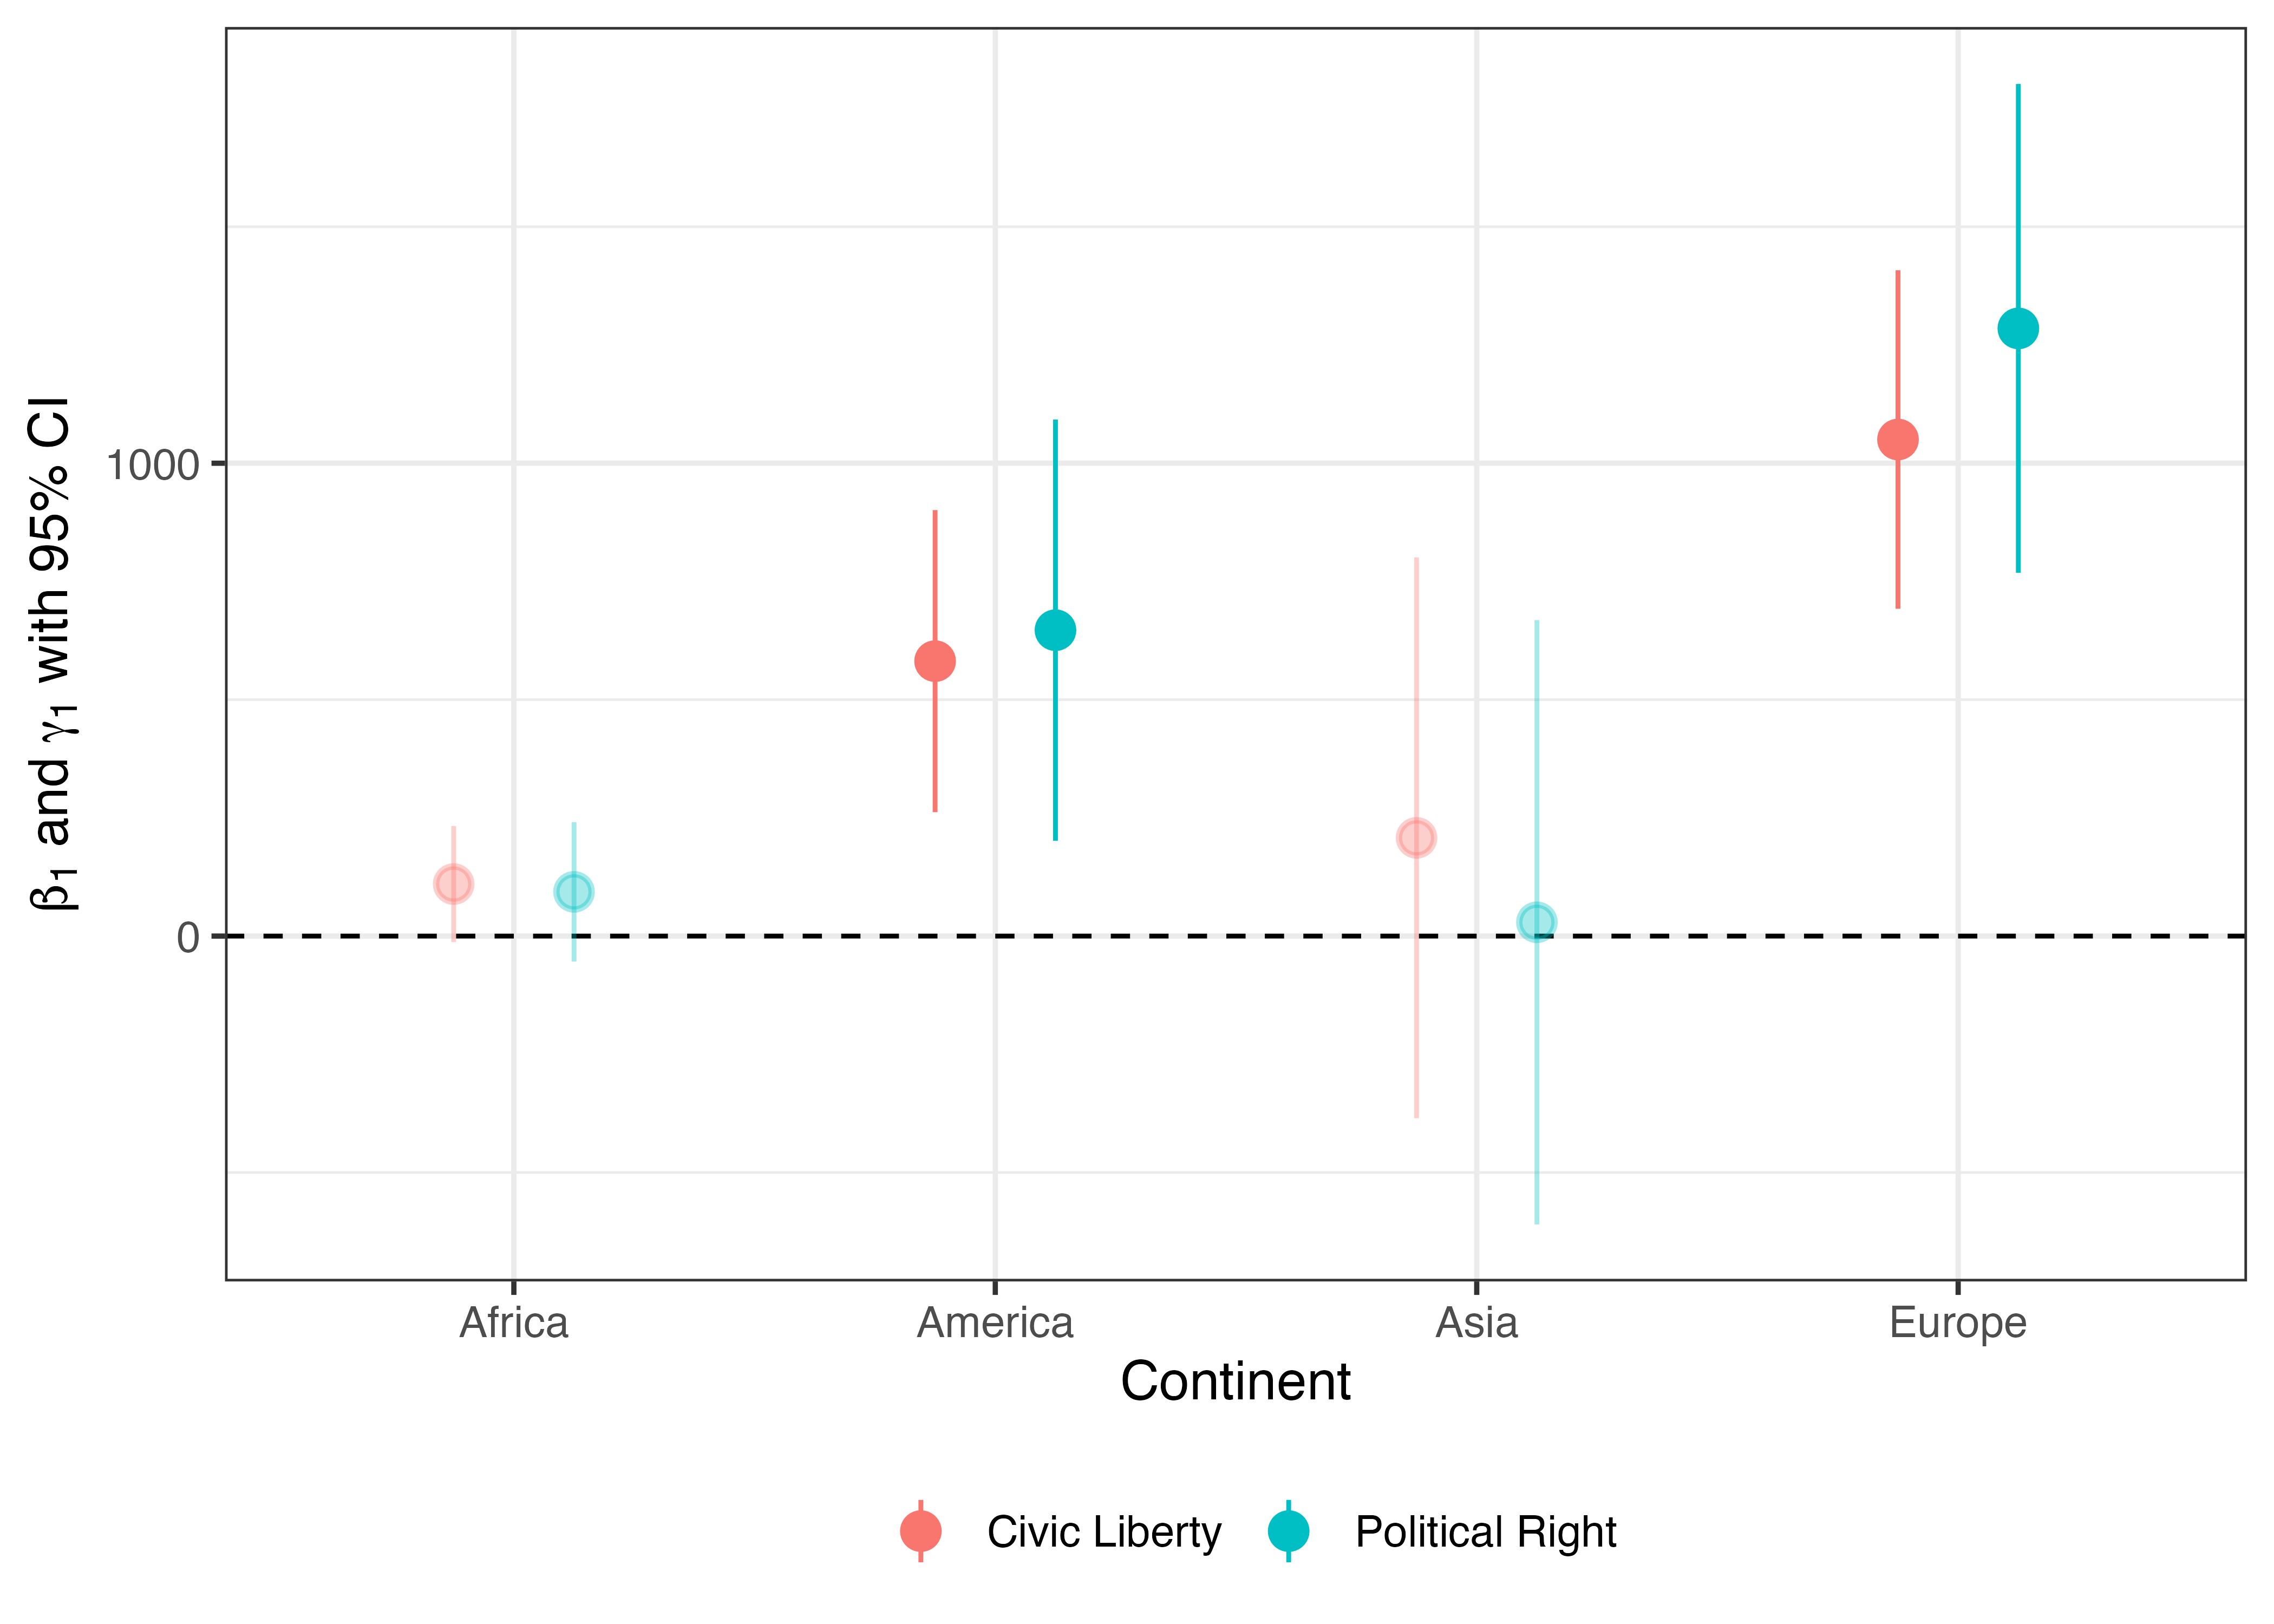 β1 and γ1 with 95% CI
1000
0
Africa America Asia Europe
Continent
Civic Liberty Political Right